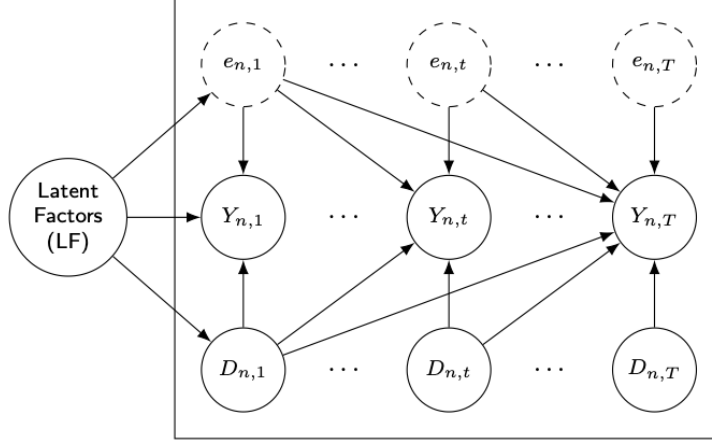 e_{n,1} ··· e_{n,t} ··· e_{n,T}
Latent
Factors
(LF)
Y_{n,1} ··· Y_{n,t} ··· Y_{n,T}
D_{n,1} ··· D_{n,t} ··· D_{n,T}